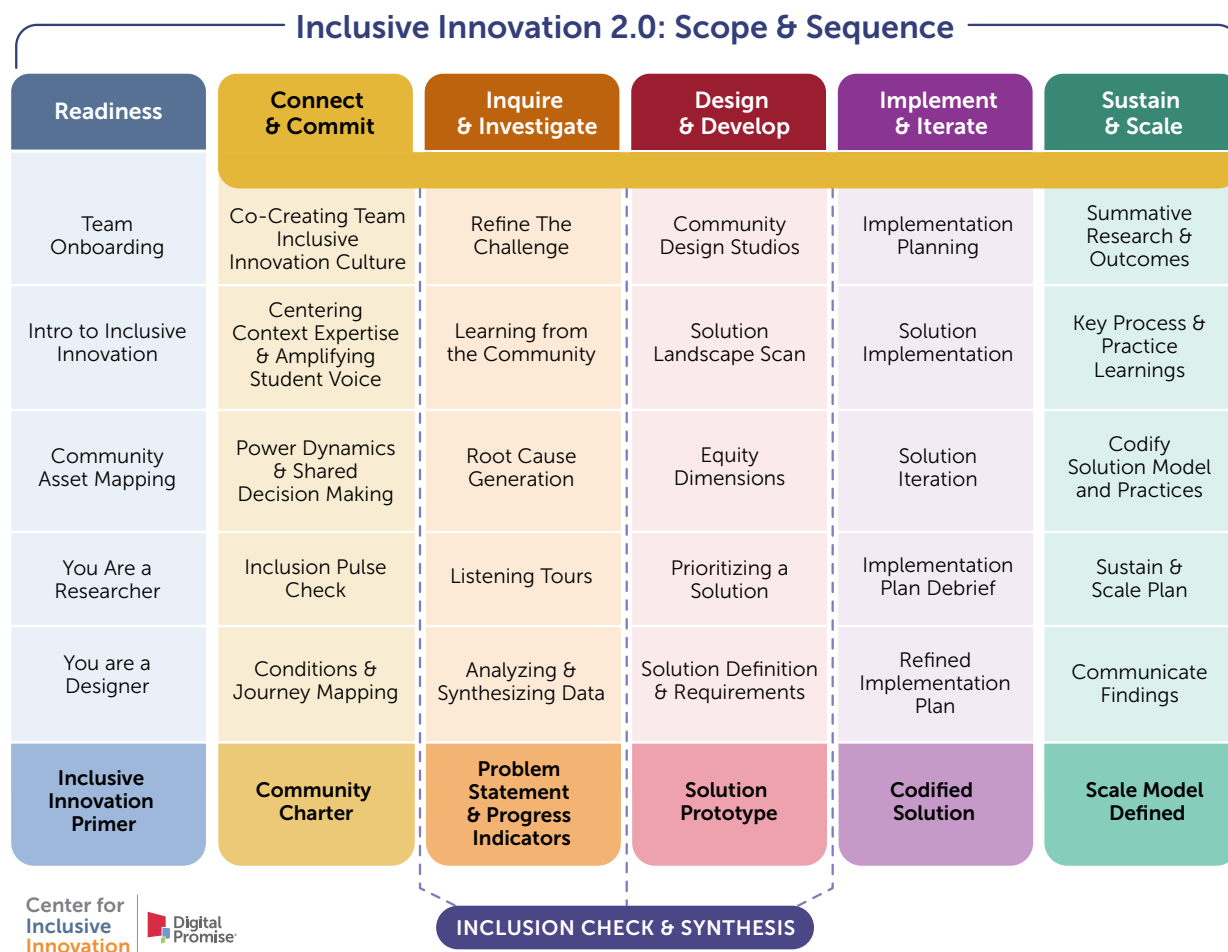 Inclusive Innovation 2.0: Scope & Sequence
Readiness
Connect
& Commit
Inquire
& Investigate
Design
& Develop
Implement
& Iterate
Sustain
& Scale
Team
Onboarding
Co-Creating Team
Inclusive
Innovation Culture
Refine The
Challenge
Community
Design Studios
Implementation
Planning
Summative
Research &
Outcomes
Intro to Inclusive
Innovation
Centering
Context Expertise
& Amplifying
Student Voice
Learning from
the Community
Solution
Landscape Scan
Solution
Implementation
Key Process &
Practice
Learnings
Community
Asset Mapping
Power Dynamics
& Shared
Decision Making
Root Cause
Generation
Equity
Dimensions
Solution
Iteration
Codify
Solution Model
and Practices
You Are a
Researcher
Inclusion Pulse
Check
Listening Tours
Prioritizing a
Solution
Implementation
Plan Debrief
Sustain &
Scale Plan
You are a
Designer
Conditions &
Journey Mapping
Analyzing &
Synthesizing Data
Solution Definition
& Requirements
Refined
Implementation
Plan
Communicate
Findings
Inclusive
Innovation
Primer
Community
Charter
Problem
Statement
& Progress
Indicators
Solution
Prototype
Codified
Solution
Scale Model
Defined
Center for
Inclusive
Innovation
Digital
Promise
INCLUSION CHECK & SYNTHESIS